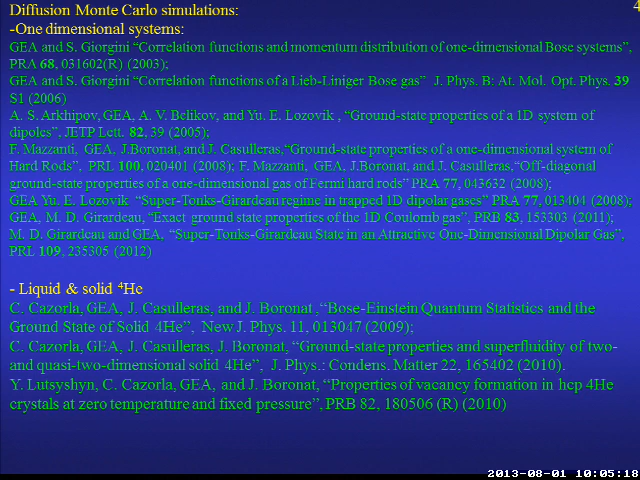 Diffusion Monte Carlo simulations:
4
-One dimensional systems:
GEA and S. Giorgini “Correlation functions and momentum distribution of one-dimensional Bose systems”,
PRA 68, 031602(R) (2003);
GEA and S. Giorgini “Correlation functions of a Lieb-Liniger Bose gas” J. Phys. B: At. Mol. Opt. Phys. 39
S1 (2006)
A. S. Arkhipov, GEA, A. V. Belikov, and Yu. E. Lozovik , “Ground-state properties of a 1D system of
dipoles”, JETP Lett. 82, 39 (2005);
F. Mazzanti, GEA, J.Boronat, and J. Casulleras,“Ground-state properties of a one-dimensional system of
Hard Rods”, PRL 100, 020401 (2008); F. Mazzanti, GEA, J.Boronat, and J. Casulleras,“Off-diagonal
ground-state properties of a one-dimensional gas of Fermi hard rods” PRA 77, 043632 (2008);
GEA Yu. E. Lozovik “Super-Tonks-Girardeau regime in trapped 1D dipolar gases” PRA 77, 013404 (2008);
GEA, M. D. Girardeau, “Exact ground state properties of the 1D Coulomb gas”, PRB 83, 153303 (2011);
M. D. Girardeau and GEA, “Super-Tonks-Girardeau State in an Attractive One-Dimensional Dipolar Gas”,
PRL 109, 235305 (2012)
- Liquid & solid ⁴He
C. Cazorla, GEA, J. Casulleras, and J. Boronat ,“Bose-Einstein Quantum Statistics and the
Ground State of Solid 4He”, New J. Phys. 11, 013047 (2009);
C. Cazorla, GEA, J. Casulleras, J. Boronat, “Ground-state properties and superfluidity of two-
and quasi-two-dimensional solid 4He”, J. Phys.: Condens. Matter 22, 165402 (2010).
Y. Lutsyshyn, C. Cazorla, GEA, and J. Boronat, “Properties of vacancy formation in hcp 4He
crystals at zero temperature and fixed pressure”, PRB 82, 180506 (R) (2010)
2013-08-01 10:05:18